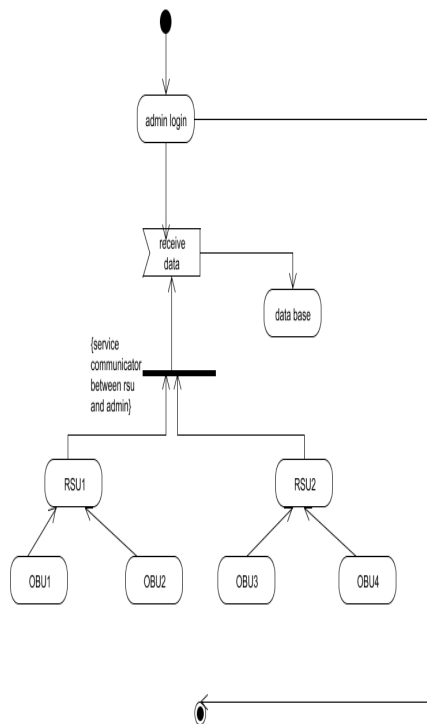 admin login
receive
data
data base
{service
communicator
between rsu
and admin}
RSU1
RSU2
OBU1
OBU2
OBU3
OBU4